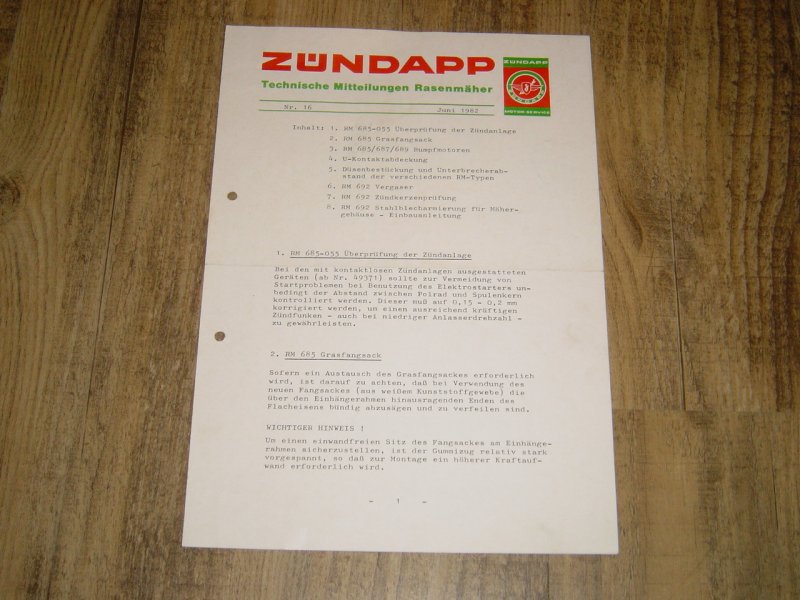 ZÜNDAPP
Technische Mitteilungen Rasenmäher
ZÜNDAPP
MOTOR-SERVICE
Nr. 16 Juni 1982
Inhalt: 1. RM 685-055 Überprüfung der Zündanlage
2. RM 685 Grasfangsack
3. RM 685/687/689 Rumpfmotoren
4. U-Kontaktabdeckung
5. Düsenbestückung und Unterbrecherab-
stand der verschiedenen RM-Typen
6. RM 692 Vergaser
7. RM 692 Zündkerzenprüfung
8. RM 692 Stahlblecharmierung für Mäher-
gehäuse - Einbauanleitung
1. RM 685-055 Überprüfung der Zündanlage
Bei den mit kontaktlosen Zündanlagen ausgestatteten
Geräten (ab Nr. 49371) sollte zur Vermeidung von
Startproblemen bei Benutzung des Elektrostarters un-
bedingt der Abstand zwischen Polrad und Spulenkern
kontrolliert werden. Dieser muß auf 0,15 - 0,2 mm
korrigiert werden, um einen ausreichend kräftigen
Zündfunken - auch bei niedriger Anlasserdrehzahl -
zu gewährleisten.
2. RM 685 Grasfangsack
Sofern ein Austausch des Grasfangsackes erforderlich
wird, ist darauf zu achten, daß bei Verwendung des
neuen Fangsackes (aus weißem Kunststoffgewebe) die
über den Einhängerahmen hinausragenden Enden des
Flacheisens bündig abzusägen und zu verfeilen sind.
WICHTIGER HINWEIS !
Um einen einwandfreien Sitz des Fangsackes am Einhänge-
rahmen sicherzustellen, ist der Gummizug relativ stark
vorgespannt, so daß zur Montage ein höherer Kraftauf-
wand erforderlich wird.
- 1 -